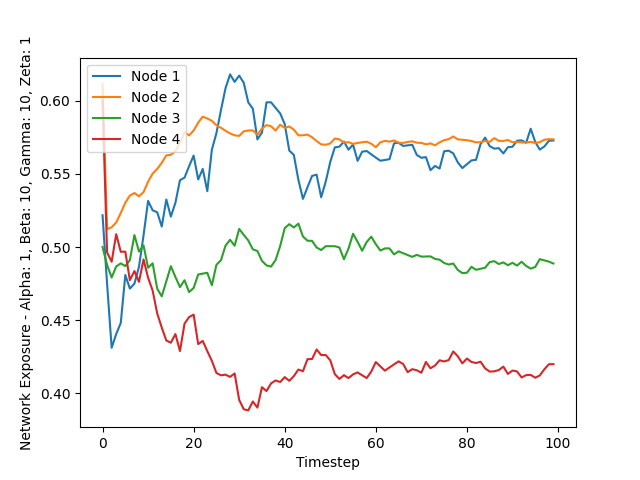 Network Exposure - Alpha: 1, Beta: 10, Gamma: 10, Zeta: 1
0.60
0.55
0.50
0.45
0.40
Node 1
Node 2
Node 3
Node 4
0 20 40 60 80 100
Timestep